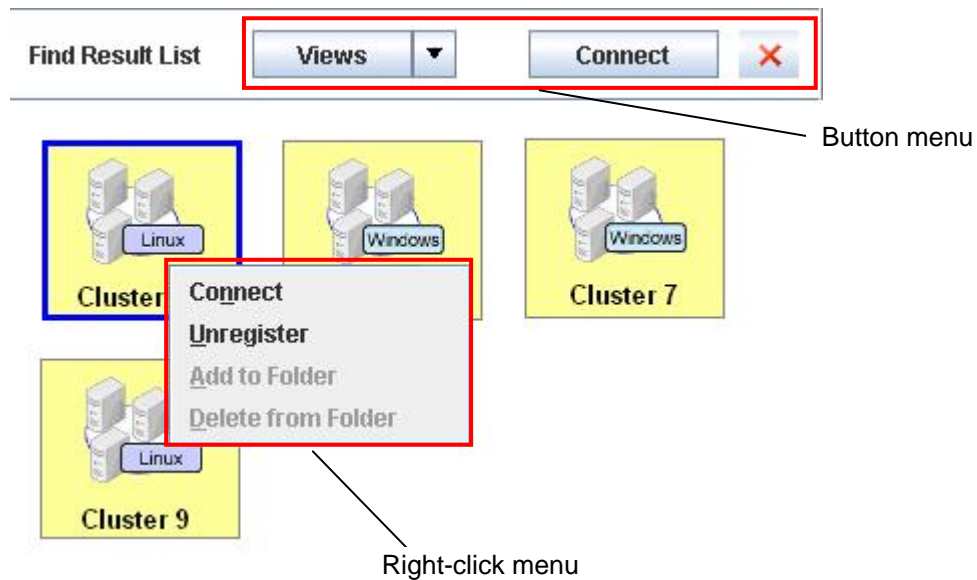 Find Result List Views Connect
Button menu
Linux Windows Windows
Cluster Cluster 7
Connect
Unregister
Add to Folder
Delete from Folder
Linux
Cluster 9
Right-click menu